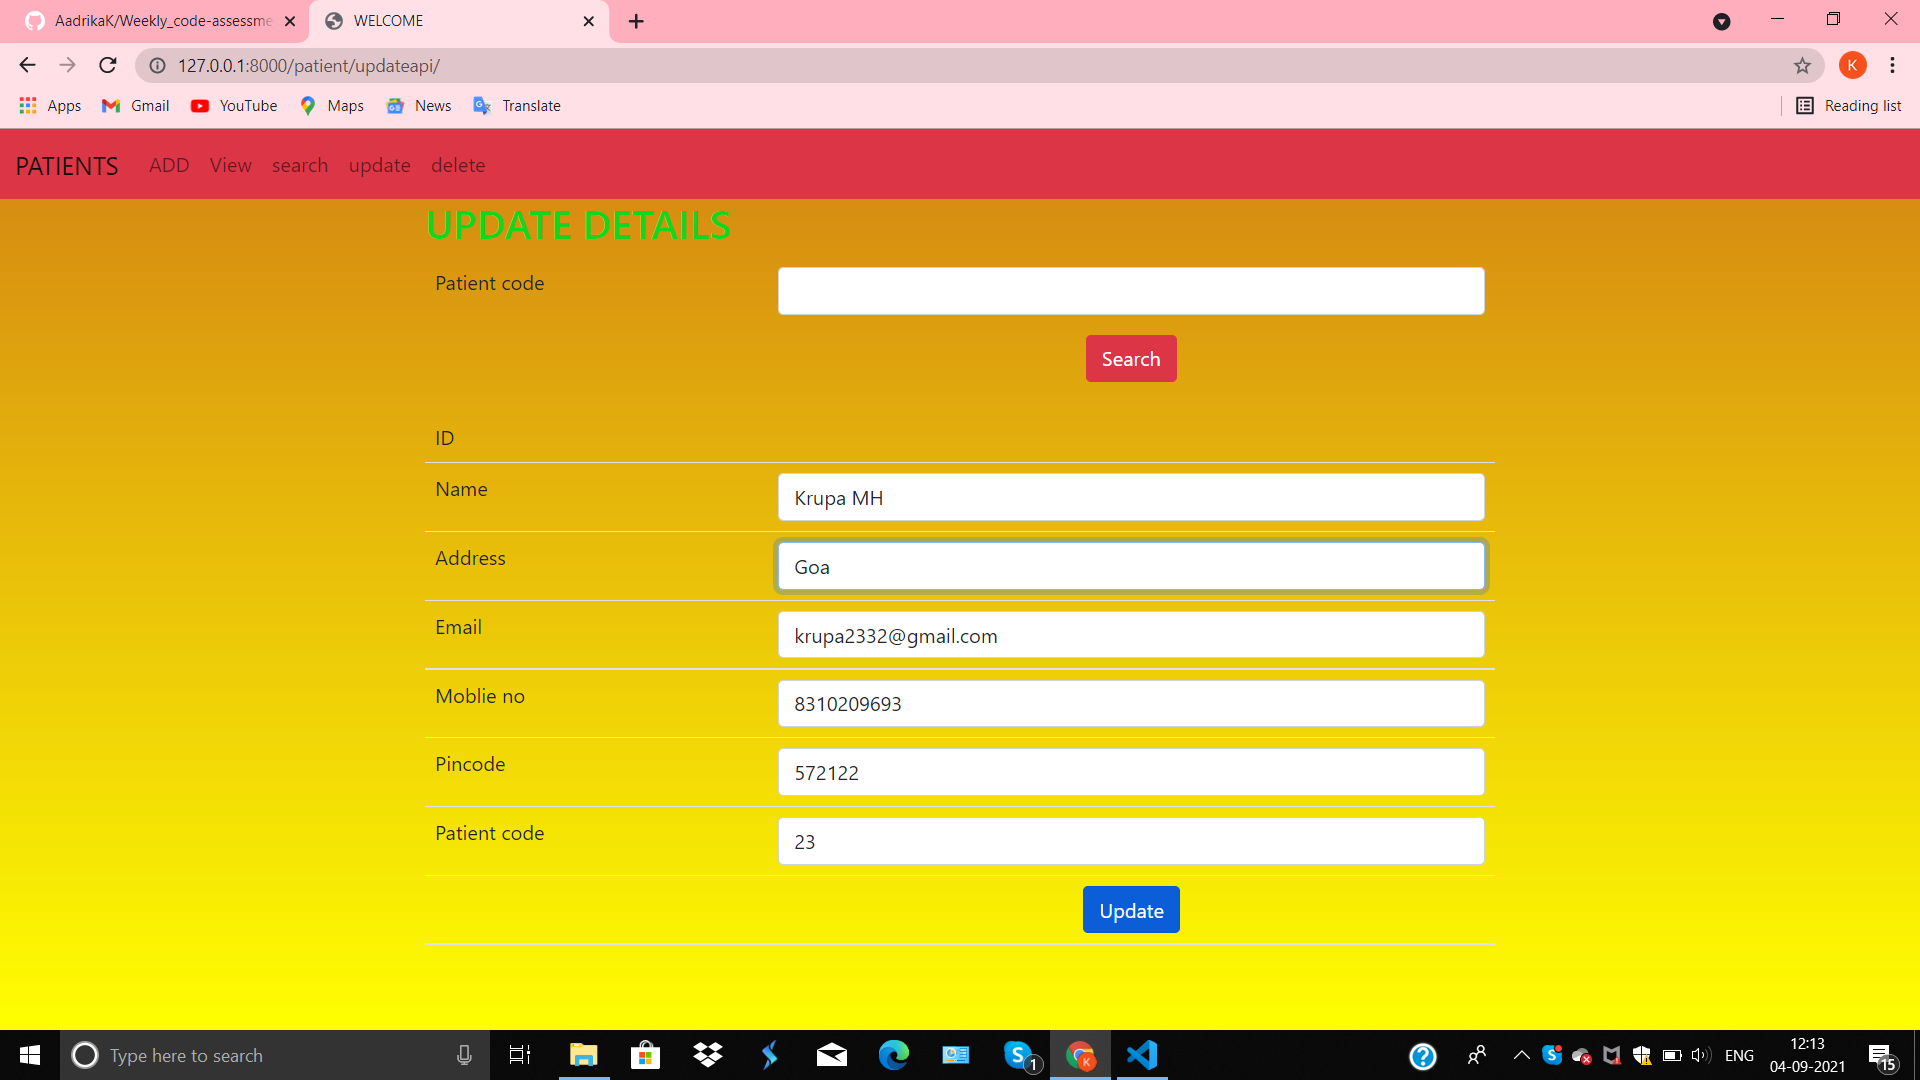 AadrikaK/Weekly_code-assessme
WELCOME
127.0.0.1:8000/patient/updateapi/
K
Apps
Gmail
YouTube
Maps
News
Translate
Reading list
PATIENTS ADD View search update delete
UPDATE DETAILS
Patient code
Search
ID
Name Krupa MH
Address Goa
Email krupa2332@gmail.com
Moblie no 8310209693
Pincode 572122
Patient code 23
Update
Type here to search
1
K
ENG
12:13
04-09-2021
15